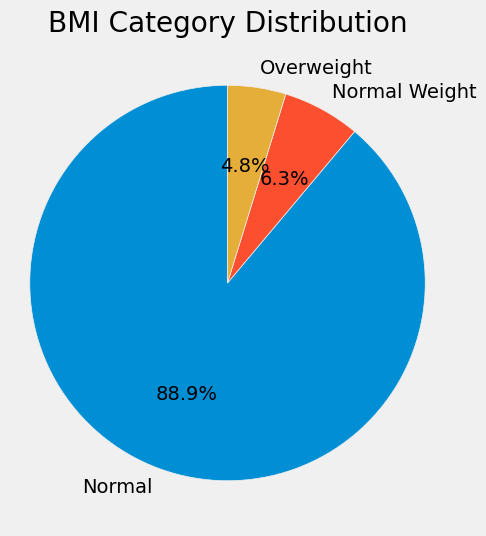 BMI Category Distribution
Overweight
Normal Weight
4.8%
6.3%
88.9%
Normal